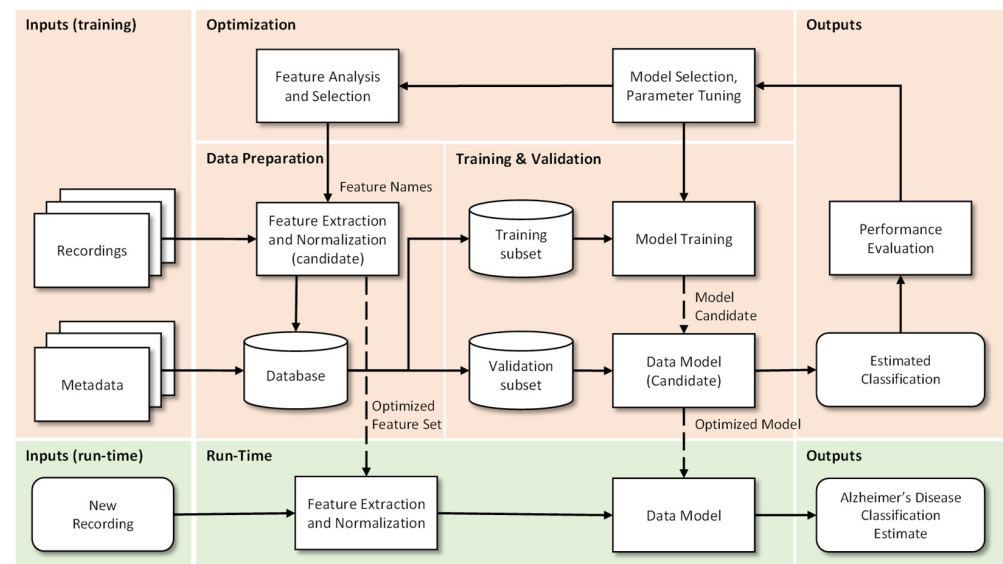 Inputs (training)
Optimization
Outputs
Feature Analysis
and Selection
Model Selection,
Parameter Tuning
Data Preparation
Training & Validation
Feature Names
Recordings
Feature Extraction
and Normalization
(candidate)
Training
subset
Model Training
Performance
Evaluation
Model
Candidate
Metadata
Database
Validation
subset
Data Model
(Candidate)
Estimated
Classification
Optimized
Feature Set
Optimized Model
Inputs (run-time)
Run-Time
Outputs
New
Recording
Feature Extraction
and Normalization
Data Model
Alzheimer’s Disease
Classification
Estimate